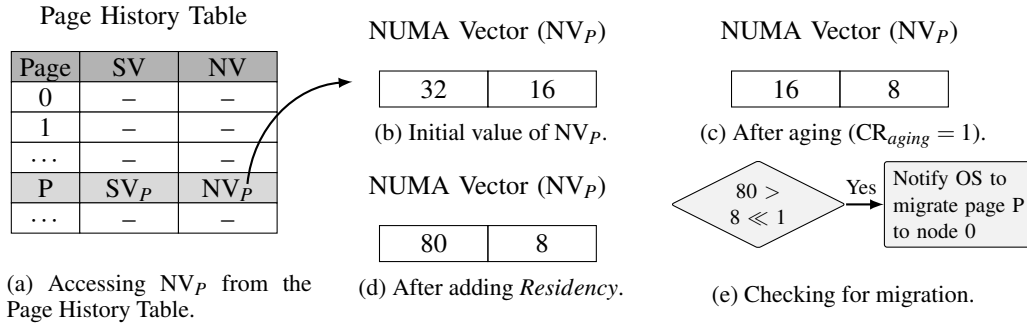 Page History Table
Page SV NV
0 – –
1 – –
... – –
P SV_P NV_P
... – –
(a) Accessing NV_P from the
Page History Table.
NUMA Vector (NV_P)
32 16
(b) Initial value of NV_P.
NUMA Vector (NV_P)
16 8
(c) After aging (CR_aging = 1).
NUMA Vector (NV_P)
80 8
(d) After adding Residency.
80 >
8 ≪ 1
Yes
Notify OS to
migrate page P
to node 0
(e) Checking for migration.